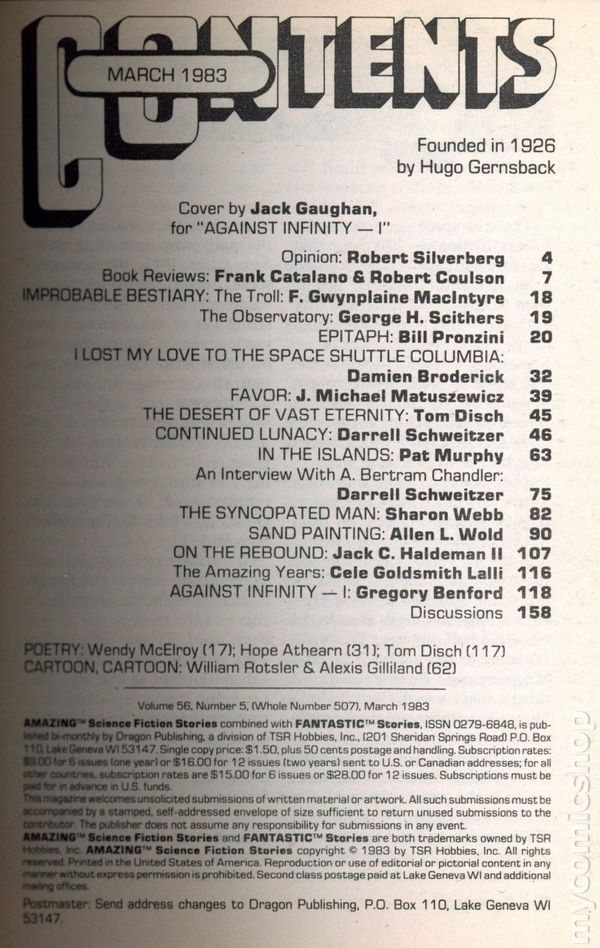 CONTENTS
MARCH 1983
Founded in 1926
by Hugo Gernsback
Cover by Jack Gaughan,
for "AGAINST INFINITY — I"
Opinion: Robert Silverberg 4
Book Reviews: Frank Catalano & Robert Coulson 7
IMPROBABLE BESTIARY: The Troll: F. Gwynplaine MacIntyre 18
The Observatory: George H. Scithers 19
EPITAPH: Bill Pronzini 20
I LOST MY LOVE TO THE SPACE SHUTTLE COLUMBIA:
Damien Broderick 32
FAVOR: J. Michael Matuszewicz 39
THE DESERT OF VAST ETERNITY: Tom Disch 45
CONTINUED LUNACY: Darrell Schweitzer 46
IN THE ISLANDS: Pat Murphy 63
An Interview With A. Bertram Chandler:
Darrell Schweitzer 75
THE SYNCOPATED MAN: Sharon Webb 82
SAND PAINTING: Allen L. Wold 90
ON THE REBOUND: Jack C. Haldeman II 107
The Amazing Years: Cele Goldsmith Lalli 116
AGAINST INFINITY — I: Gregory Benford 118
Discussions 158
POETRY: Wendy McElroy (17); Hope Athearn (31); Tom Disch (117)
CARTOON, CARTOON: William Rotsler & Alexis Gilliland (62)
Volume 56, Number 5, (Whole Number 507), March 1983
AMAZING™ Science Fiction Stories combined with FANTASTIC™ Stories, ISSN 0279-6848, is pub-
lished bi-monthly by Dragon Publishing, a division of TSR Hobbies, Inc., (201 Sheridan Springs Road) P.O. Box
110, Lake Geneva WI 53147. Single copy price: $1.50, plus 50 cents postage and handling. Subscription rates:
$9.00 for 6 issues (one year) or $16.00 for 12 issues (two years) sent to U.S. or Canadian addresses; for all
other countries, subscription rates are $15.00 for 6 issues or $28.00 for 12 issues. Subscriptions must be
paid for in advance in U.S. funds.
This magazine welcomes unsolicited submissions of written material or artwork. All such submissions must be
accompanied by a stamped, self-addressed envelope of size sufficient to return unused submissions to the
contributor. The publisher does not assume any responsibility for submissions in any event.
AMAZING™ Science Fiction Stories and FANTASTIC™ Stories are both trademarks owned by TSR
Hobbies, Inc. AMAZING™ Science Fiction Stories copyright © 1983 by TSR Hobbies, Inc. All rights
reserved. Printed in the United States of America. Reproduction or use of editorial or pictorial content in any
manner without express permission is prohibited. Second class postage paid at Lake Geneva WI and additional
mailing offices.
Postmaster: Send address changes to Dragon Publishing, P.O. Box 110, Lake Geneva WI
53147.
mycomicshop